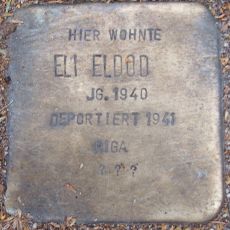 HIER WOHNTE
ELI ELDOD
JG. 1940
DEPORTIERT 1941
RIGA
? ? ?